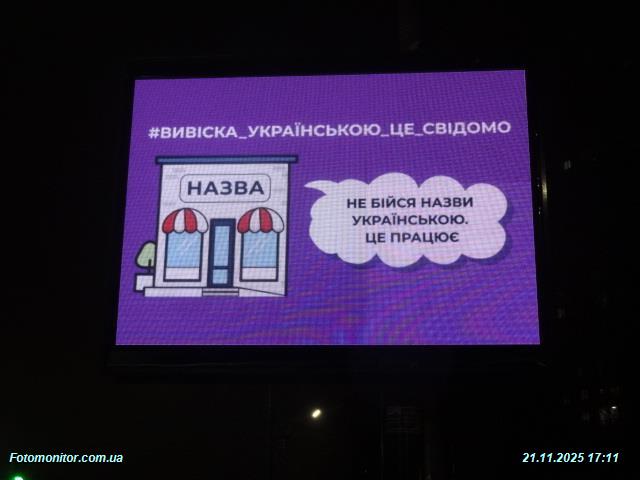 #ВИВІСКА_УКРАЇНСЬКОЮ_ЦЕ_СВІДОМО
НАЗВА
НЕ БІЙСЯ НАЗВИ
УКРАЇНСЬКОЮ.
ЦЕ ПРАЦЮЄ
Fotomonitor.com.ua
21.11.2025 17:11